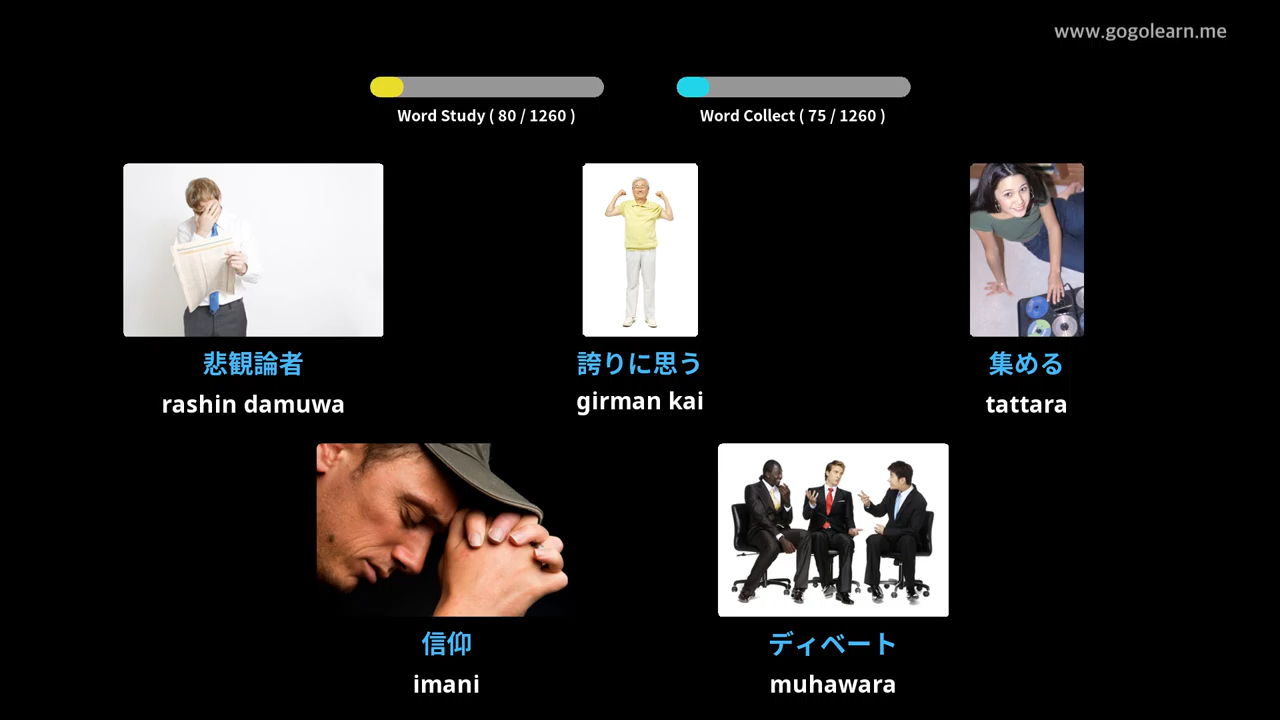 www.gogolearn.me
Word Study ( 80 / 1260 )
Word Collect ( 75 / 1260 )
悲観論者
rashin damuwa
誇りに思う
girman kai
集める
tattara
信仰
imani
ディベート
muhawara